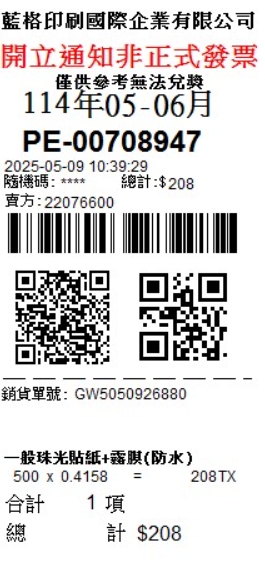 藍格印刷國際企業有限公司
開立通知非正式發票
僅供參考無法兌獎
114年05-06月
PE-00708947
2025-05-09 10:39:29
隨機碼: **** 總計:$208
賣方:22076600
銷貨單號: GW5050926880
一般珠光貼紙+霧膜(防水)
500 x 0.4158 = 208TX
合計 1 項
總 計 $208